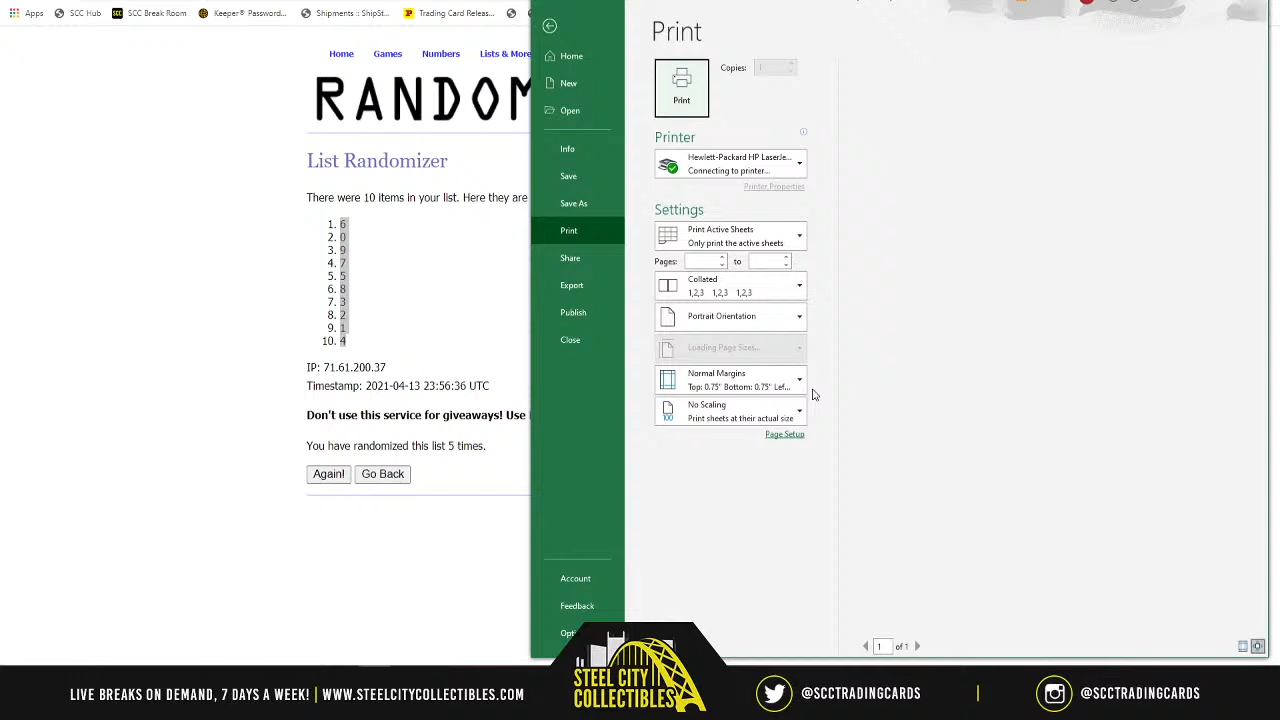 Apps
SCC Hub
SCC Break Room
Keeper® Password...
Shipments :: ShipSt...
Trading Card Releas...
Home
Games
Numbers
Lists & More
RANDOM
List Randomizer
There were 10 items in your list. Here they are
1. 6
2. 0
3. 9
4. 7
5. 5
6. 8
7. 3
8. 2
9. 1
10. 4
IP: 71.61.200.37
Timestamp: 2021-04-13 23:56:36 UTC
Don't use this service for giveaways! Use
You have randomized this list 5 times.
Again!
Go Back
Home
New
Open
Info
Save
Save As
Print
Share
Export
Publish
Close
Account
Feedback
Print
Print
Copies:
1
Printer
Hewlett-Packard HP LaserJe...
Connecting to printer...
Printer Properties
Settings
Print Active Sheets
Only print the active sheets
Pages:
to
Collated
1,2,3 1,2,3 1,2,3
Portrait Orientation
Loading Page Sizes...
Normal Margins
Top: 0.75" Bottom: 0.75" Lef...
No Scaling
100
Print sheets at their actual size
Page Setup
1 of 1
LIVE BREAKS ON DEMAND, 7 DAYS A WEEK! | WWW.STEELCITYCOLLECTIBLES.COM
STEEL CITY
COLLECTIBLES
@SCCTRADINGCARDS
@SCCTRADINGCARDS